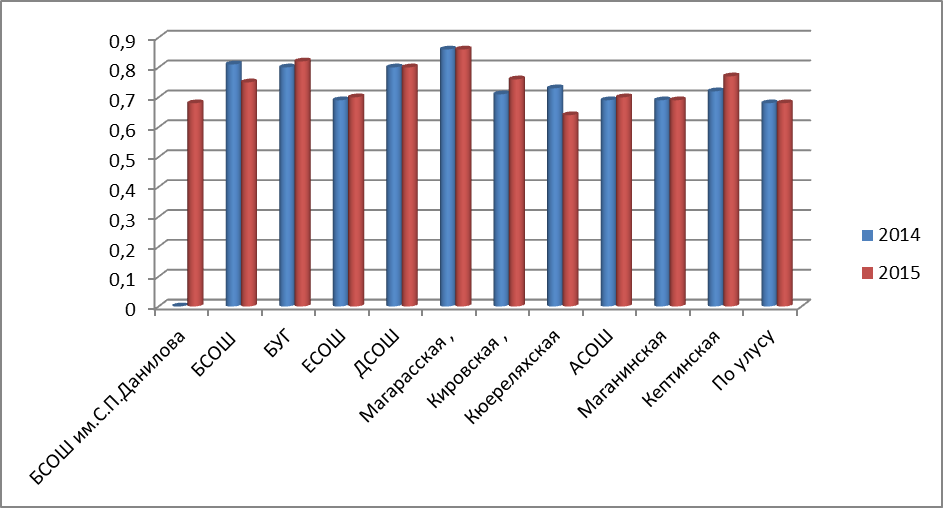 0,9
0,8
0,7
0,6
0,5
0,4
0,3
0,2
0,1
0
БСОШ им.С.П.Данилова
БСОШ
БУГ
ЕСОШ
ДСОШ
Магарасская ,
Кировская ,
Кюереляхская
АСОШ
Маганинская
Кептинская
По улусу
2014
2015